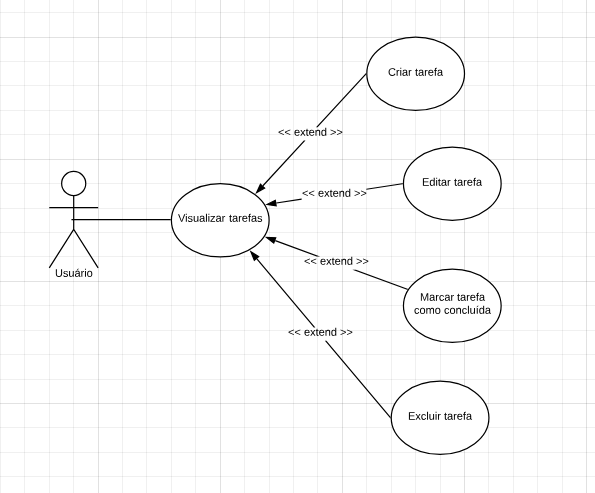 Criar tarefa
<< extend >>
Editar tarefa
<< extend >>
Visualizar tarefas
Usuário
<< extend >>
Marcar tarefa
como concluída
<< extend >>
Excluir tarefa